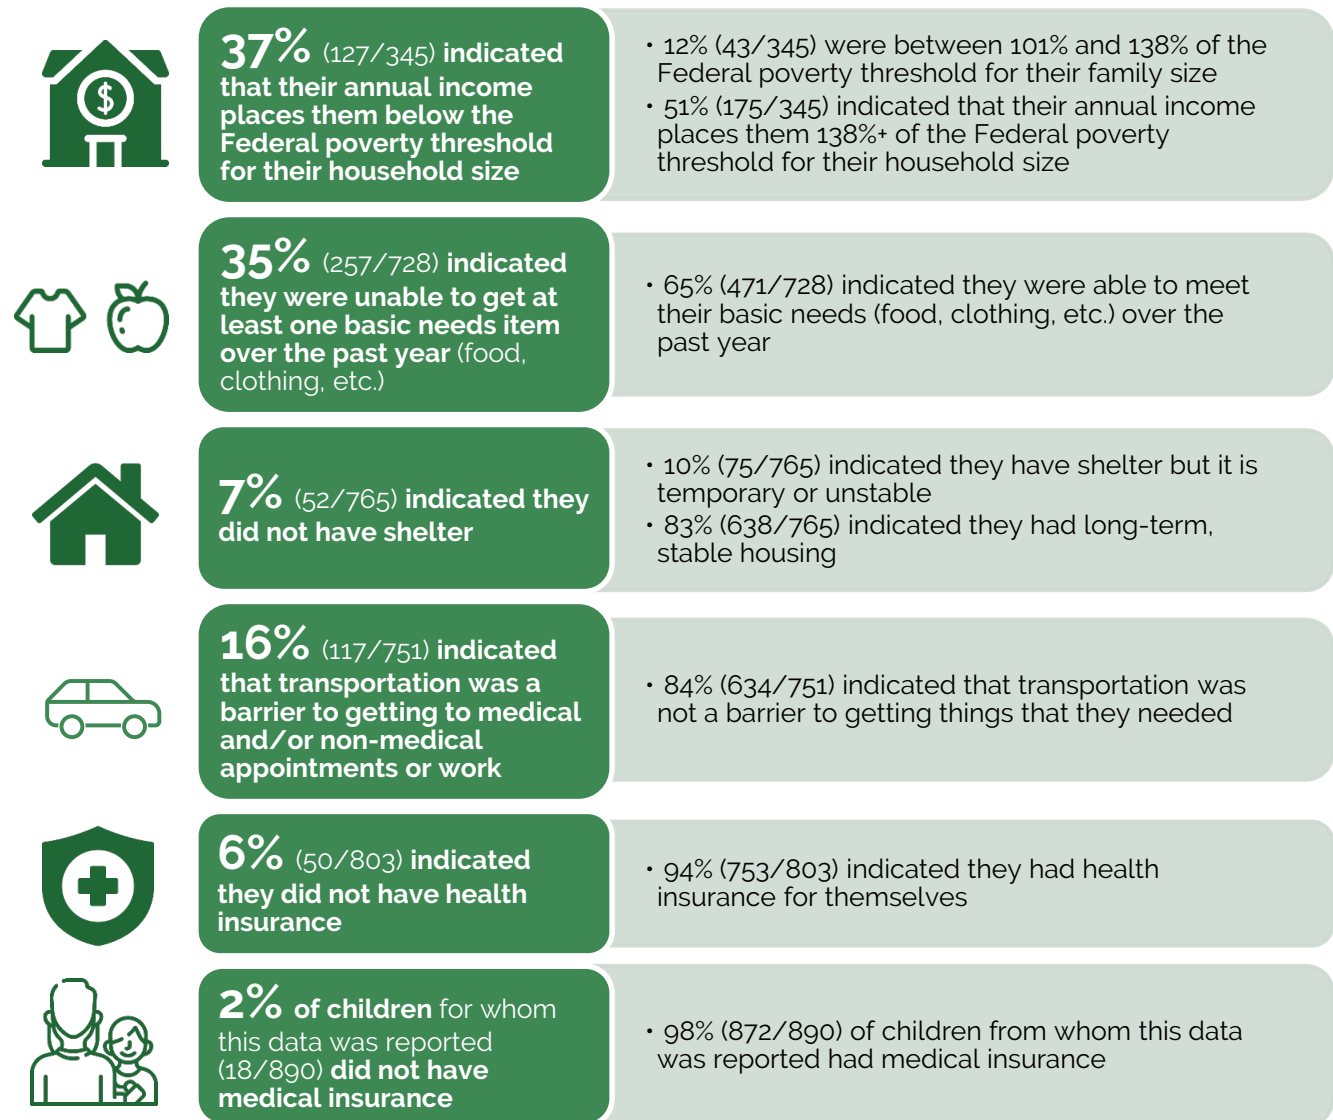 $
37% (127/345) indicated
that their annual income
places them below the
Federal poverty threshold
for their household size
• 12% (43/345) were between 101% and 138% of the
Federal poverty threshold for their family size
• 51% (175/345) indicated that their annual income
places them 138%+ of the Federal poverty
threshold for their household size
35% (257/728) indicated
they were unable to get at
least one basic needs item
over the past year (food,
clothing, etc.)
• 65% (471/728) indicated they were able to meet
their basic needs (food, clothing, etc.) over the
past year
7% (52/765) indicated they
did not have shelter
• 10% (75/765) indicated they have shelter but it is
temporary or unstable
• 83% (638/765) indicated they had long-term,
stable housing
16% (117/751) indicated
that transportation was a
barrier to getting to medical
and/or non-medical
appointments or work
• 84% (634/751) indicated that transportation was
not a barrier to getting things that they needed
6% (50/803) indicated
they did not have health
insurance
• 94% (753/803) indicated they had health
insurance for themselves
2% of children for whom
this data was reported
(18/890) did not have
medical insurance
• 98% (872/890) of children from whom this data
was reported had medical insurance